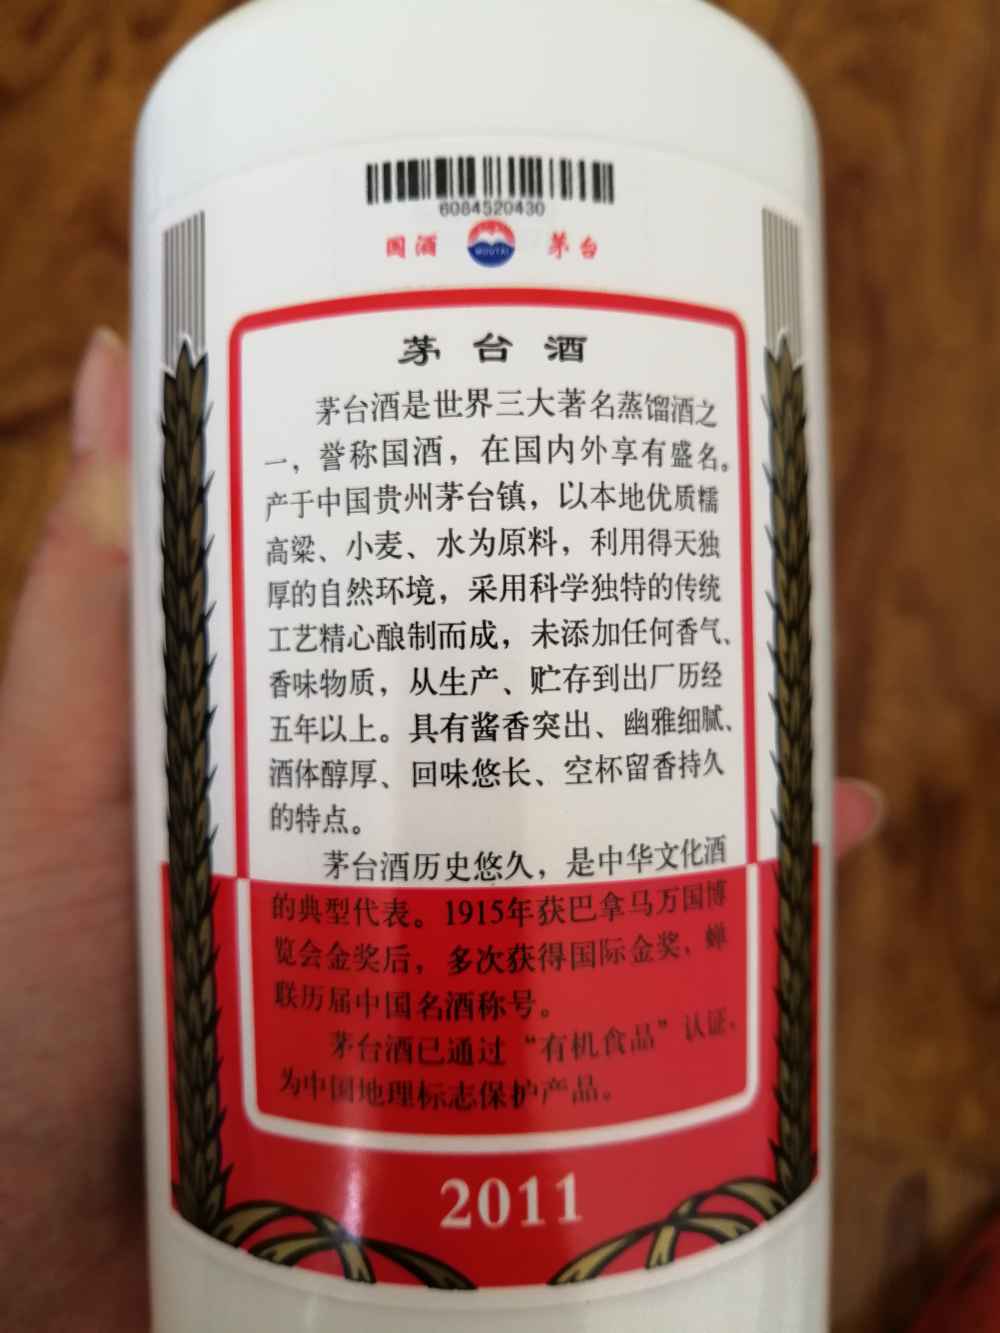 6084520430
国酒 MOUTAI 茅台
茅台酒
茅台酒是世界三大著名蒸馏酒之
一，誉称国酒，在国内外享有盛名。
产于中国贵州茅台镇，以本地优质糯
高粱、小麦、水为原料，利用得天独
厚的自然环境，采用科学独特的传统
工艺精心酿制而成，未添加任何香气、
香味物质，从生产、贮存到出厂历经
五年以上。具有酱香突出、幽雅细腻、
酒体醇厚、回味悠长、空杯留香持久
的特点。
茅台酒历史悠久，是中华文化酒
的典型代表。1915年获巴拿马万国博
览会金奖后，多次获得国际金奖、蝉
联历届中国名酒称号。
茅台酒已通过“有机食品”认证，
为中国地理标志保护产品。
2011